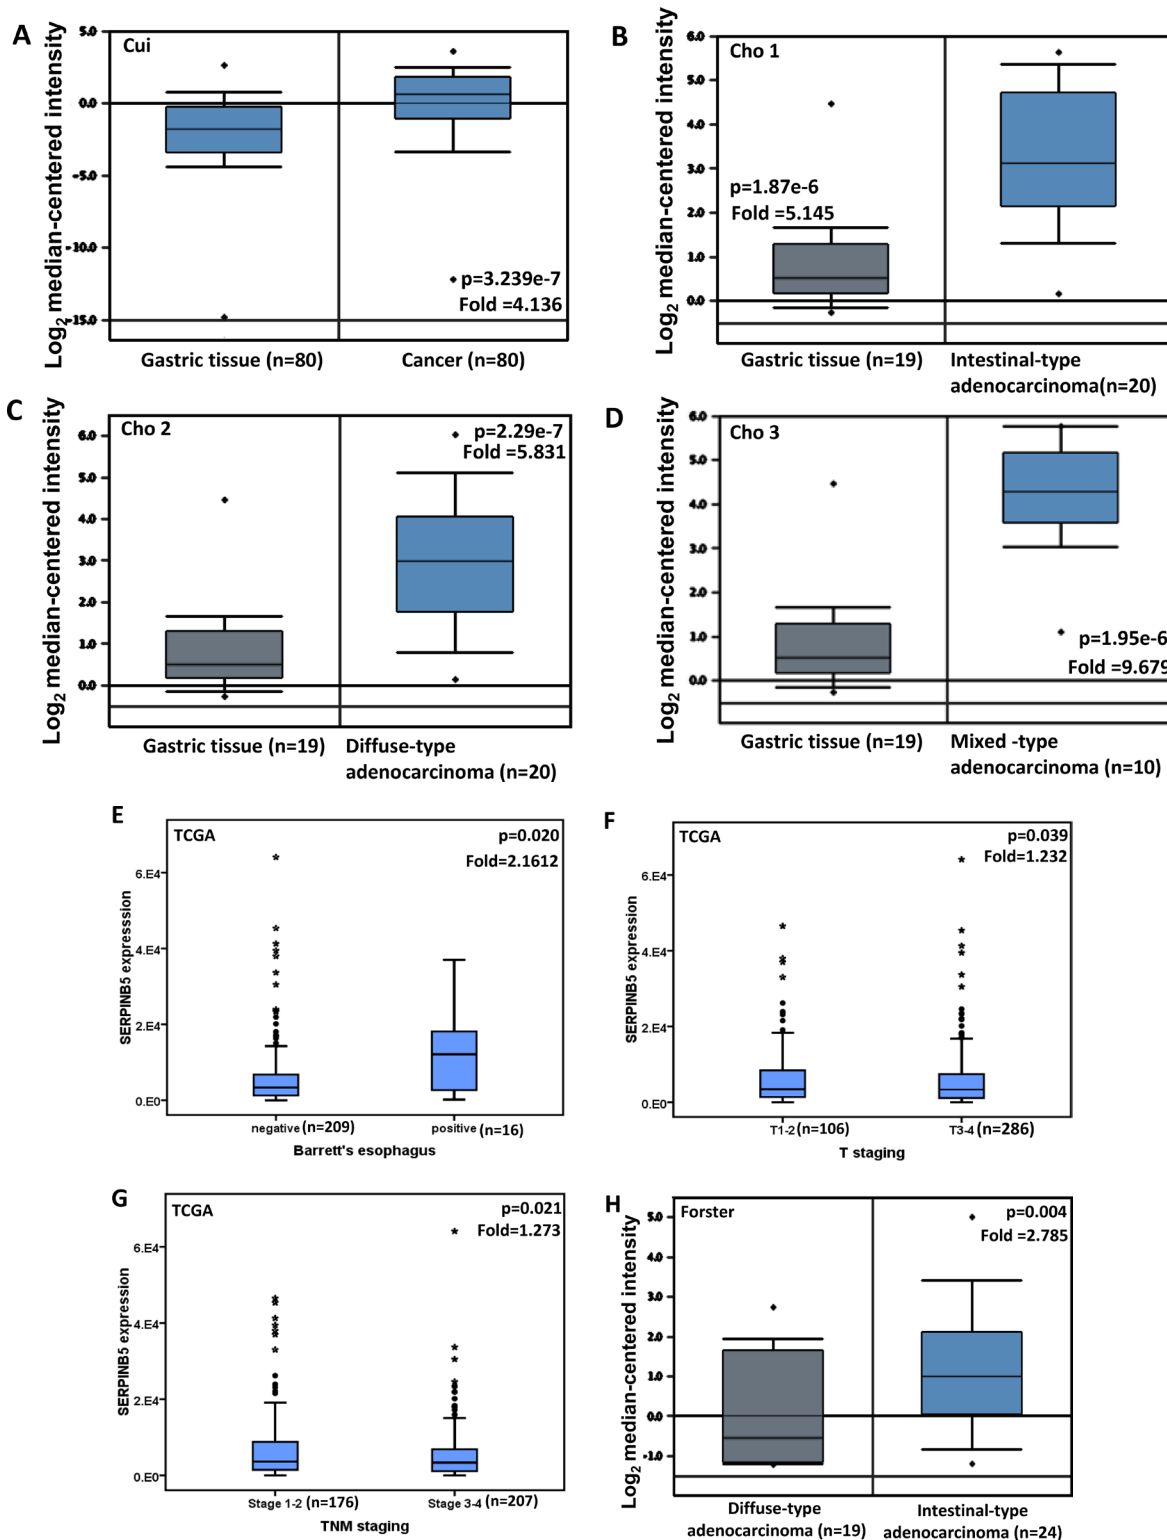 A
Cui
Log2 median-centered intensity
5.0
0.0
-5.0
-10.0
-15.0
p=3.239e-7
Fold =4.136
Gastric tissue (n=80)
Cancer (n=80)
B
Cho 1
Log2 median-centered intensity
6.0
5.0
4.0
3.0
2.0
1.0
0.0
p=1.87e-6
Fold =5.145
Gastric tissue (n=19)
Intestinal-type
adenocarcinoma(n=20)
C
Cho 2
Log2 median-centered intensity
6.0
5.0
4.0
3.0
2.0
1.0
0.0
p=2.29e-7
Fold =5.831
Gastric tissue (n=19)
Diffuse-type
adenocarcinoma (n=20)
D
Cho 3
Log2 median-centered intensity
6.0
5.0
4.0
3.0
2.0
1.0
0.0
p=1.95e-6
Fold =9.679
Gastric tissue (n=19)
Mixed -type
adenocarcinoma (n=10)
E
TCGA
p=0.020
Fold=2.1612
SERPINB5 expresssion
6.E4
4.E4
2.E4
0.E0
negative (n=209)
positive (n=16)
Barrett's esophagus
F
TCGA
p=0.039
Fold=1.232
SERPINB5 expression
6.E4
4.E4
2.E4
0.E0
T1-2 (n=106)
T3-4 (n=286)
T staging
G
TCGA
p=0.021
Fold=1.273
SERPINB5 expression
6.E4
4.E4
2.E4
0.E0
Stage 1-2 (n=176)
Stage 3-4 (n=207)
TNM staging
H
Forster
p=0.004
Fold =2.785
Log2 median-centered intensity
5.0
4.0
3.0
2.0
1.0
0.0
-1.0
Diffuse-type
adenocarcinoma (n=19)
Intestinal-type
adenocarcinoma (n=24)